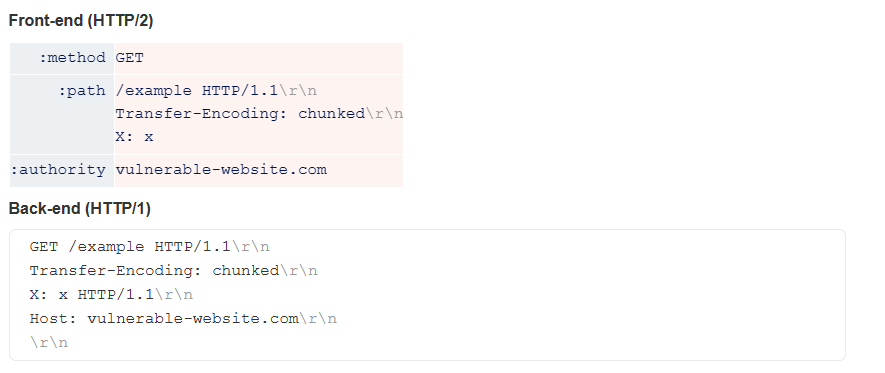 Front-end (HTTP/2)
:method GET
:path /example HTTP/1.1\r\n
Transfer-Encoding: chunked\r\n
X: x
:authority vulnerable-website.com
Back-end (HTTP/1)
GET /example HTTP/1.1\r\n
Transfer-Encoding: chunked\r\n
X: x HTTP/1.1\r\n
Host: vulnerable-website.com\r\n
\r\n